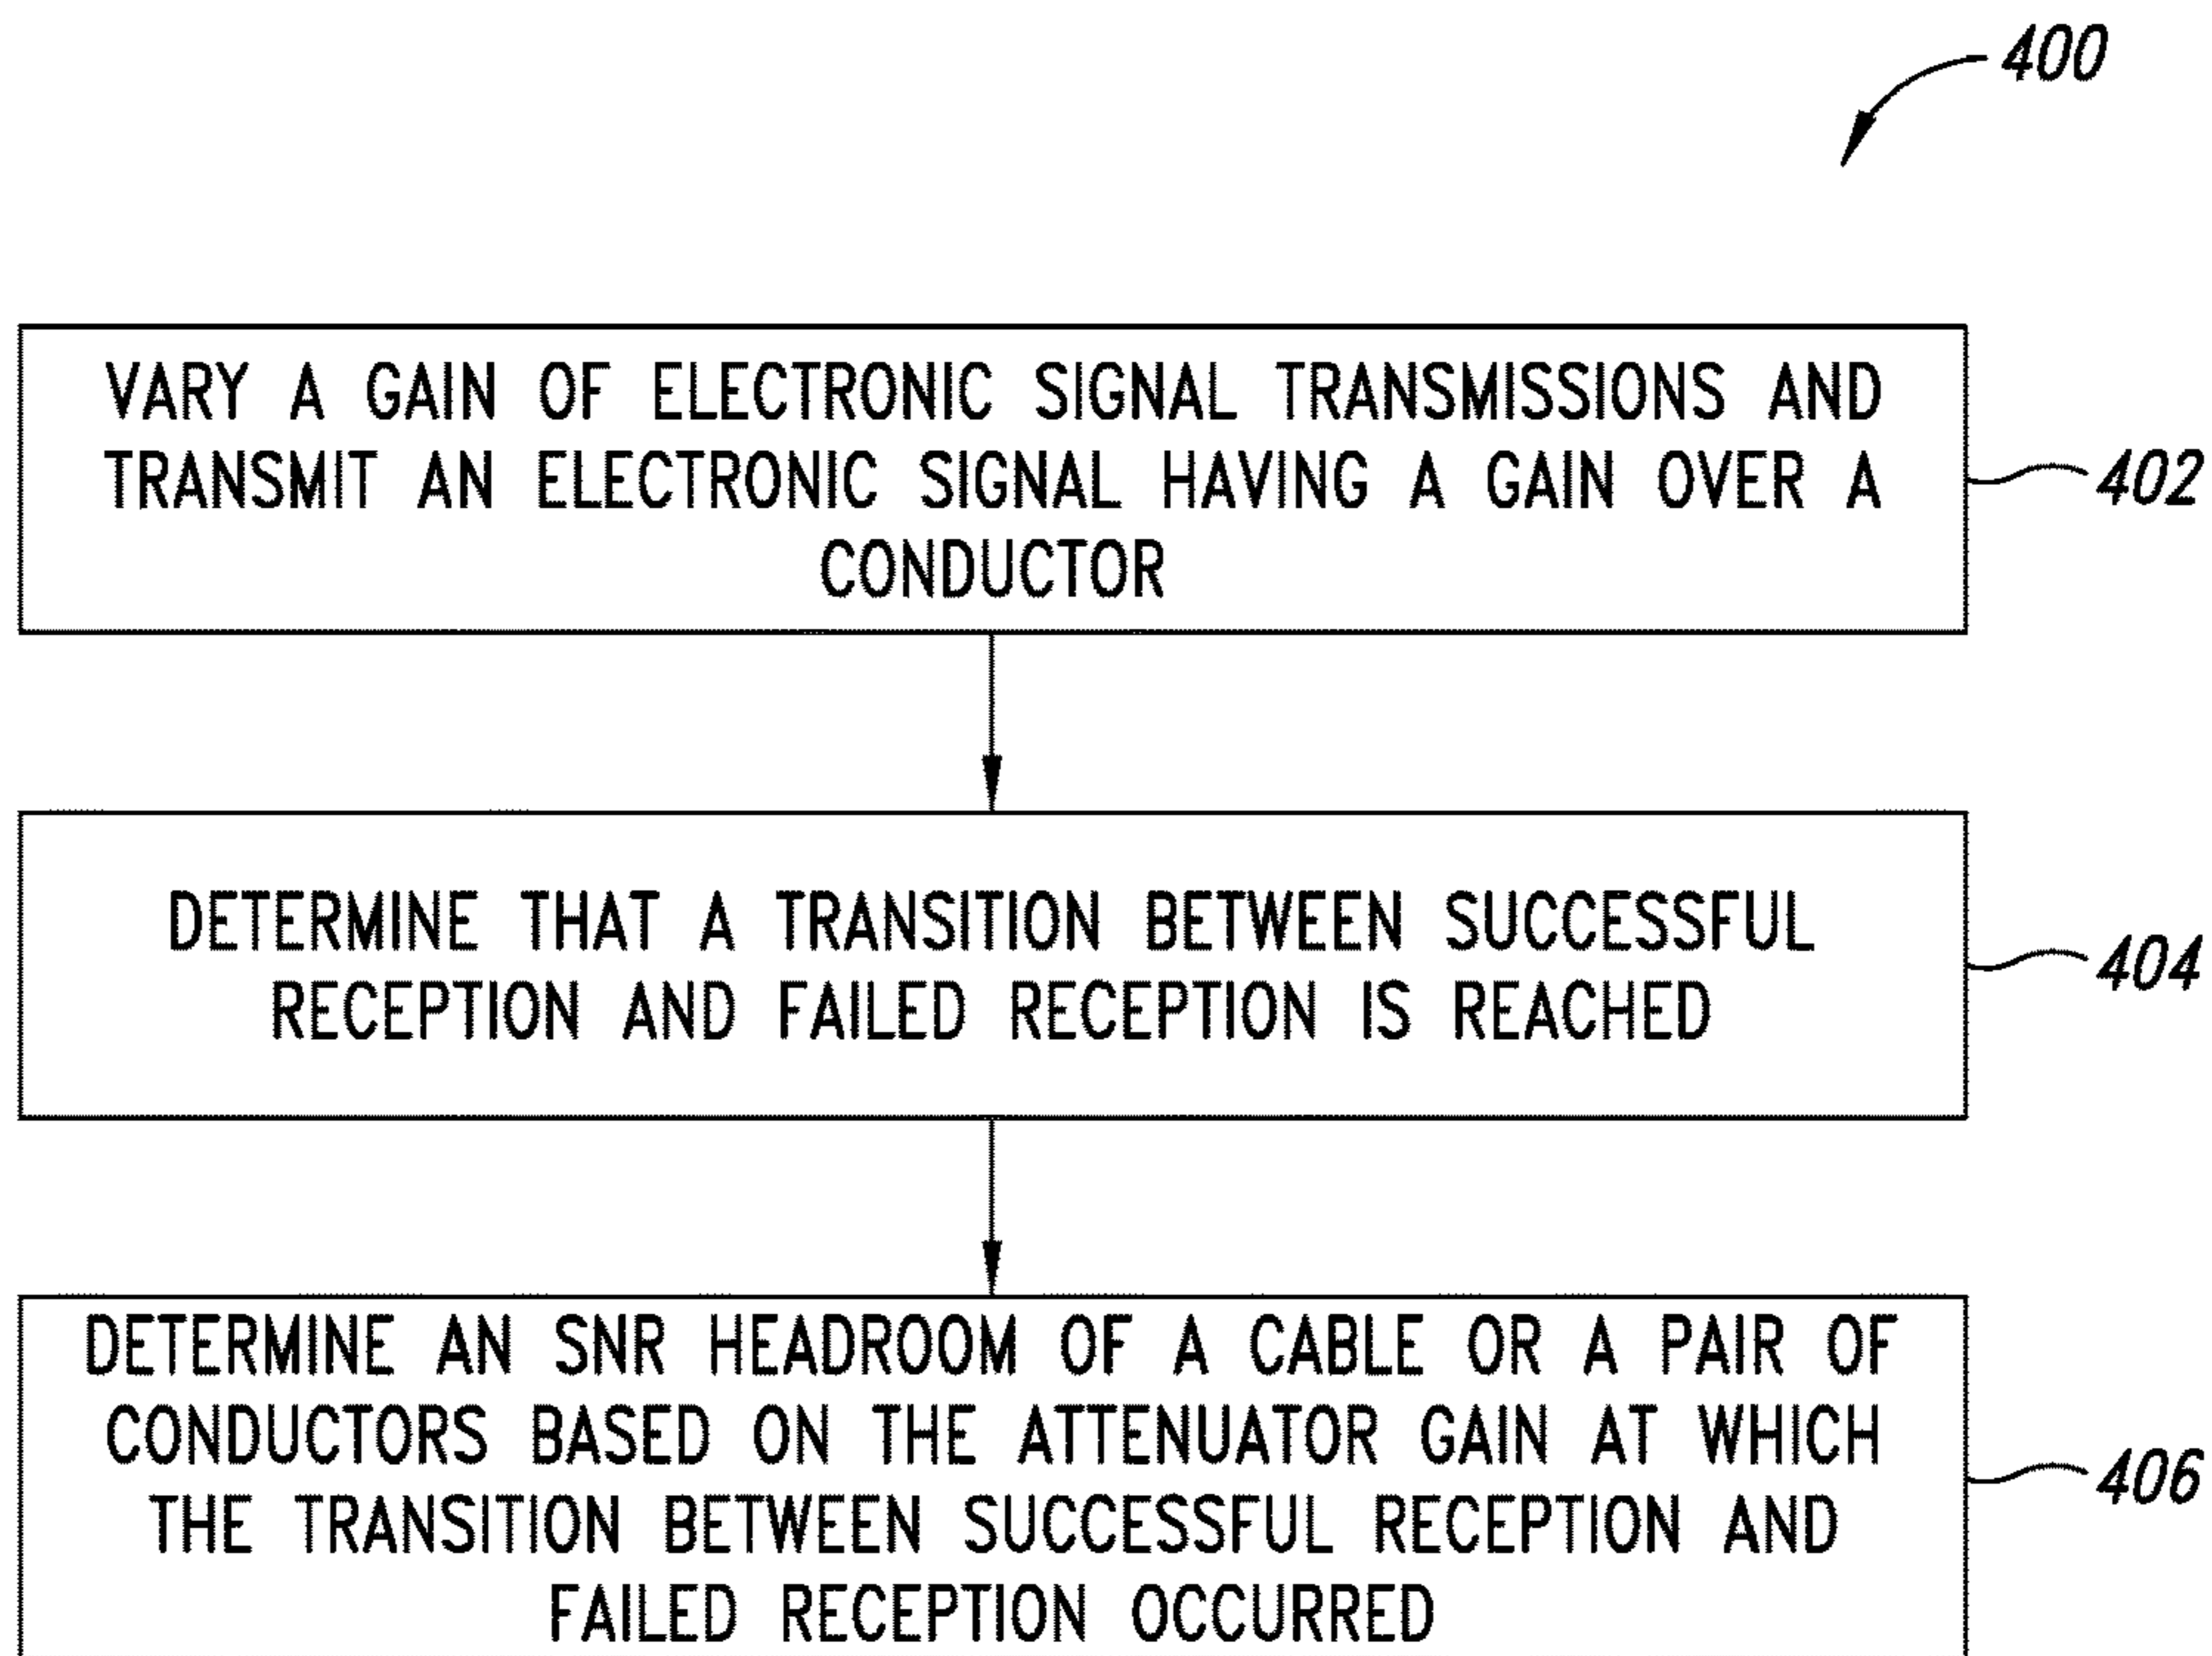 400
VARY A GAIN OF ELECTRONIC SIGNAL TRANSMISSIONS AND
TRANSMIT AN ELECTRONIC SIGNAL HAVING A GAIN OVER A
CONDUCTOR
402
DETERMINE THAT A TRANSITION BETWEEN SUCCESSFUL
RECEPTION AND FAILED RECEPTION IS REACHED
404
DETERMINE AN SNR HEADROOM OF A CABLE OR A PAIR OF
CONDUCTORS BASED ON THE ATTENUATOR GAIN AT WHICH
THE TRANSITION BETWEEN SUCCESSFUL RECEPTION AND
FAILED RECEPTION OCCURRED
406